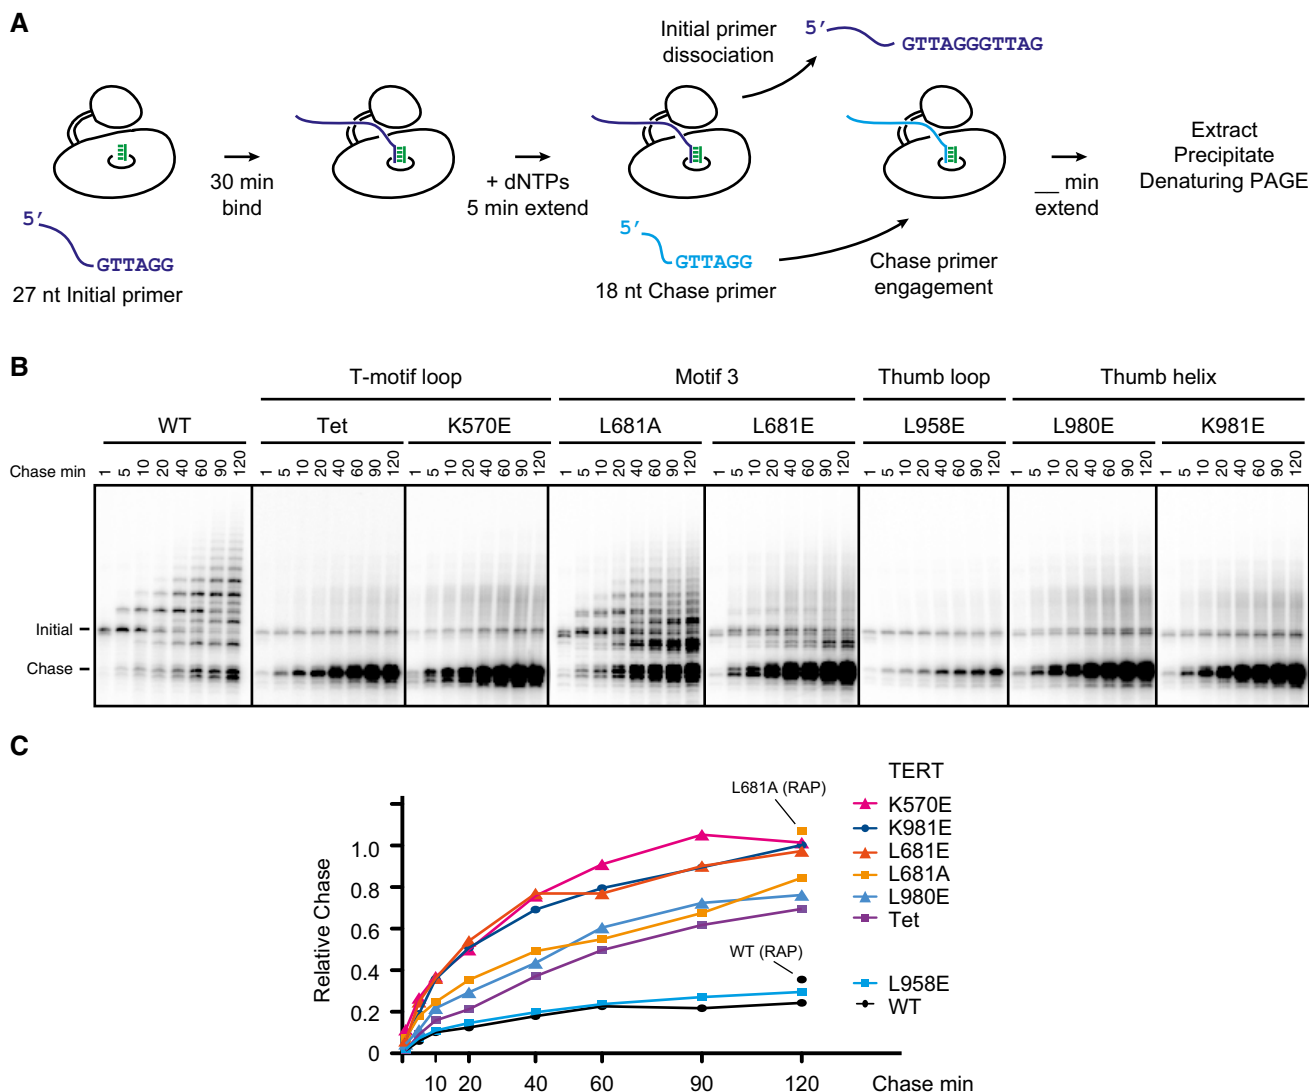 A
Initial primer
dissociation
5′
GTTAGGGTTAG
30 min
bind
+ dNTPs
5 min extend
__ min
extend
Extract
Precipitate
Denaturing PAGE
5′
GTTAGG
27 nt Initial primer
5′
GTTAGG
18 nt Chase primer
Chase primer
engagement
B
T-motif loop
Motif 3
Thumb loop
Thumb helix
WT
Tet
K570E
L681A
L681E
L958E
L980E
K981E
Chase min
1 5 10 20 40 60 90 120
1 5 10 20 40 60 90 120
1 5 10 20 40 60 90 120
1 5 10 20 40 60 90 120
1 5 10 20 40 60 90 120
1 5 10 20 40 60 90 120
1 5 10 20 40 60 90 120
1 5 10 20 40 60 90 120
Initial
Chase
C
Relative Chase
1.0
0.8
0.6
0.4
0.2
0
10 20 40 60 90 120
Chase min
L681A (RAP)
WT (RAP)
TERT
K570E
K981E
L681E
L681A
L980E
Tet
L958E
WT